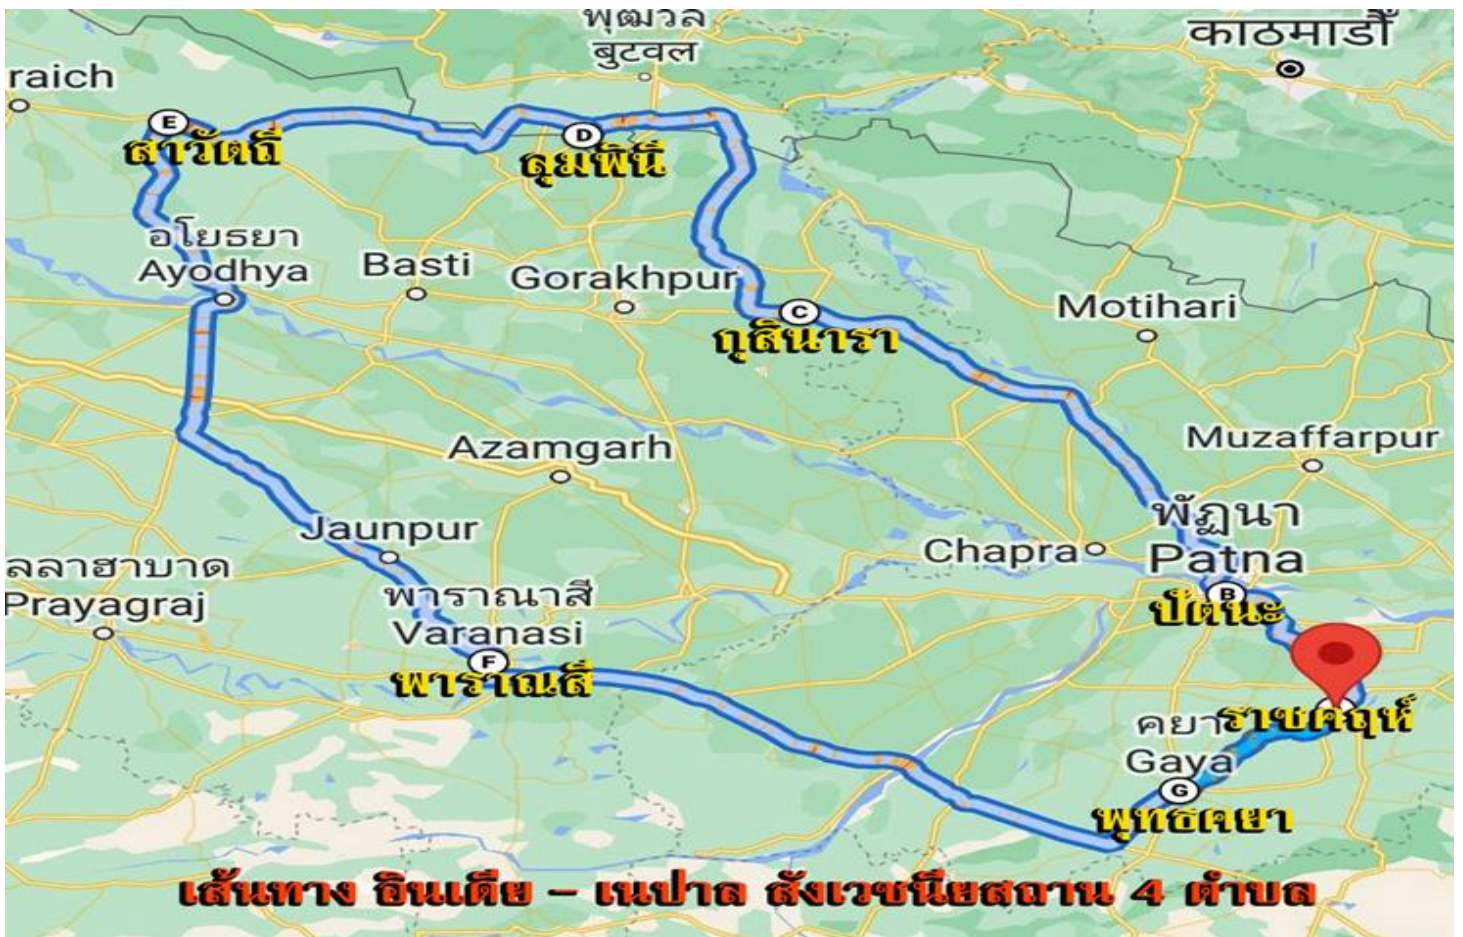 พุฒวัล
बुटवल
काठमाडौँ
raich
E
สาวัตถี
D
ลุมพินี
อโยธยา
Ayodhya
Basti
Gorakhpur
C
กุสินารา
Motihari
Azamgarh
Muzaffarpur
Jaunpur
พัฏนา
Patna
Chapra
B
ปัตนะ
ลลาฮาบาด
Prayagraj
พาราณาสี
Varanasi
F
พาราณสี
ราชคฤห์
คยา
Gaya
G
พุทธคยา
เส้นทาง อินเดีย – เนปาล สังเวชนียสถาน 4 ตำบล